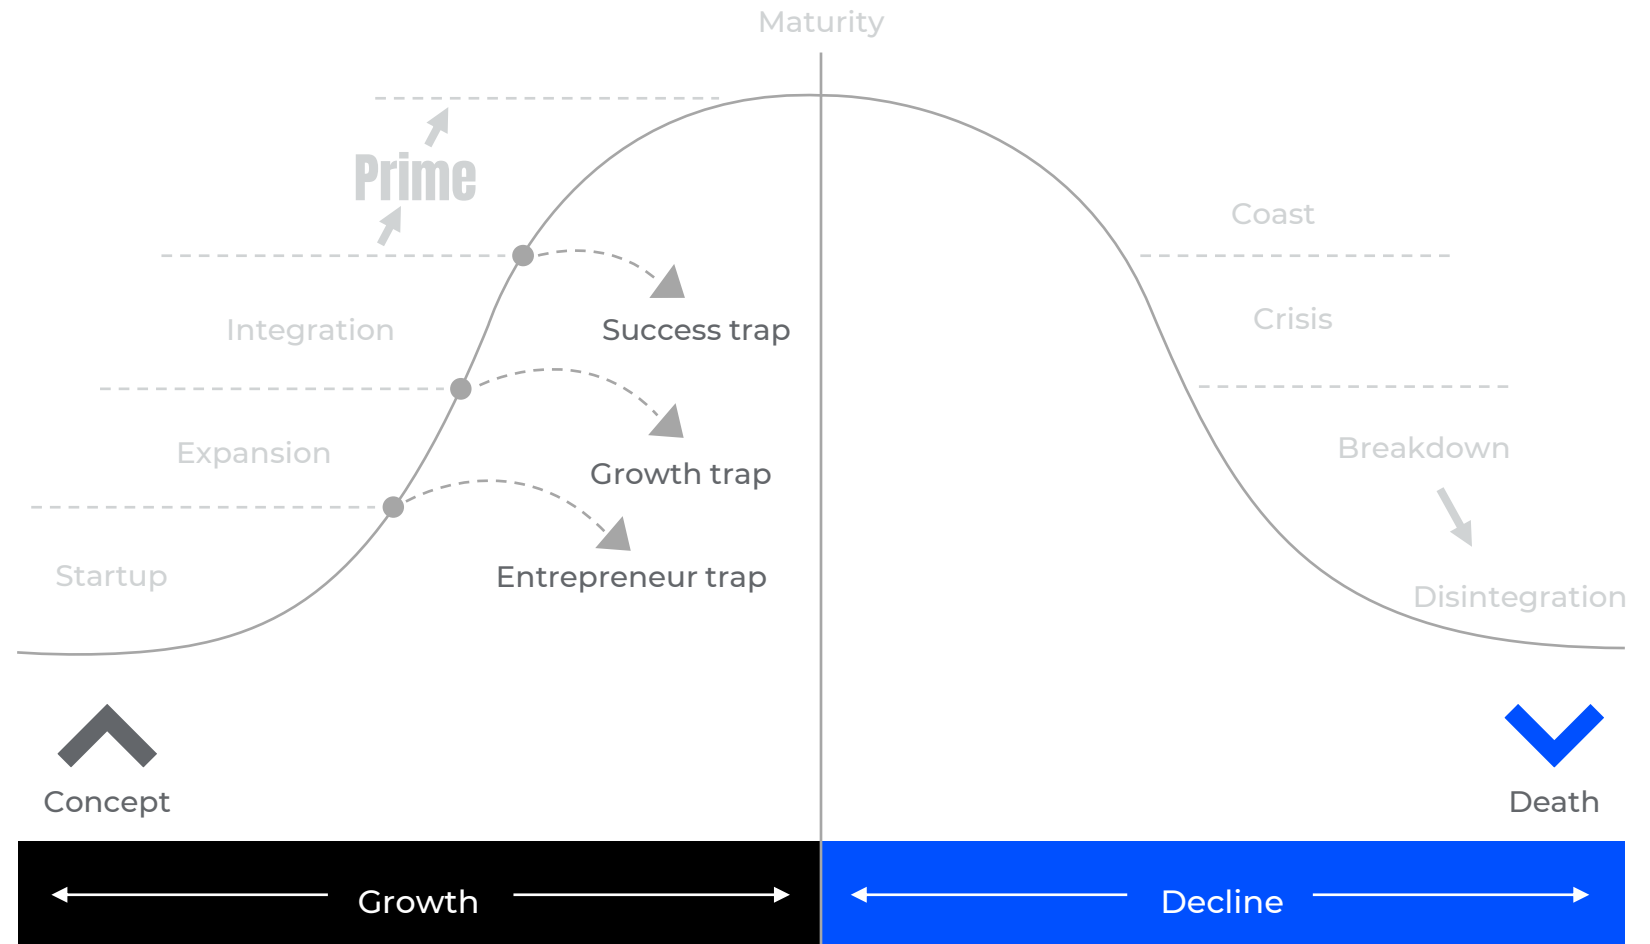 Maturity
Prime
Coast
Integration
Success trap
Crisis
Expansion
Growth trap
Breakdown
Startup
Entrepreneur trap
Disintegration
Concept
Death
Growth
Decline